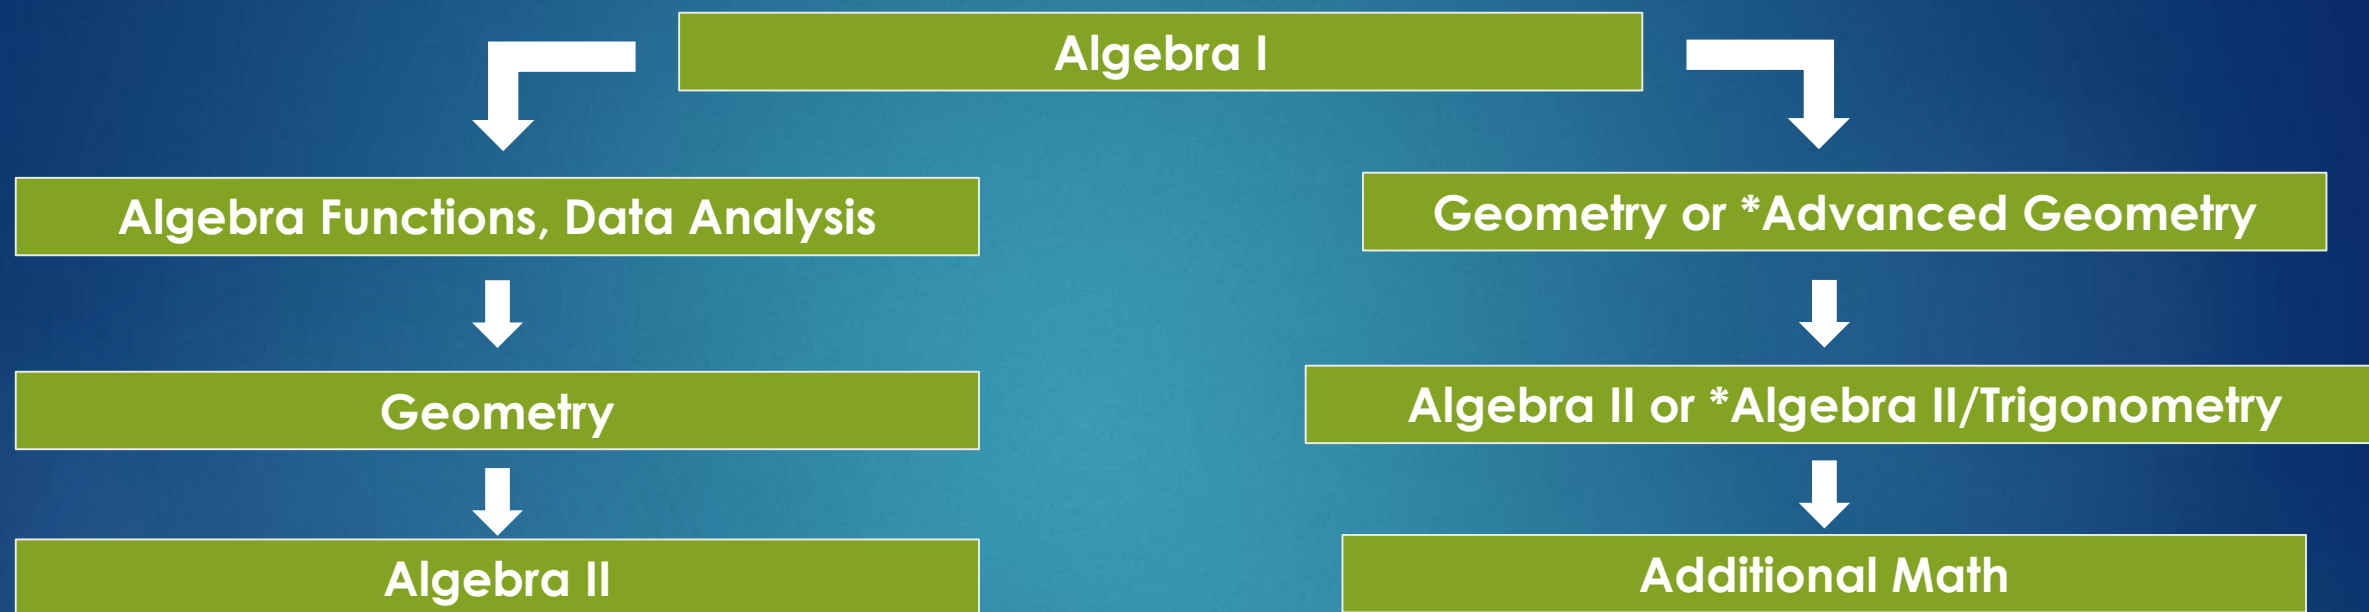 Algebra I
Algebra Functions, Data Analysis
Geometry or *Advanced Geometry
Geometry
Algebra II or *Algebra II/Trigonometry
Algebra II
Additional Math